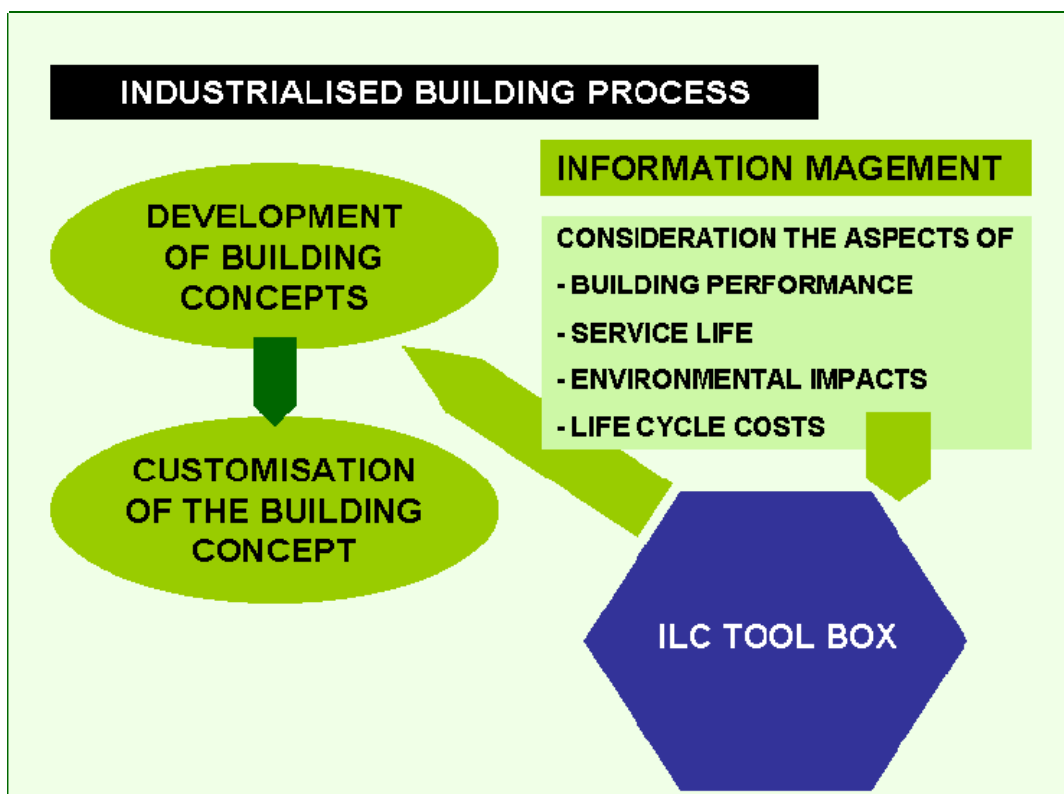 INDUSTRIALISED BUILDING PROCESS
DEVELOPMENT
OF BUILDING
CONCEPTS
CUSTOMISATION
OF THE BUILDING
CONCEPT
INFORMATION MAGEMENT
CONSIDERATION THE ASPECTS OF
- BUILDING PERFORMANCE
- SERVICE LIFE
- ENVIRONMENTAL IMPACTS
- LIFE CYCLE COSTS
ILC TOOL BOX